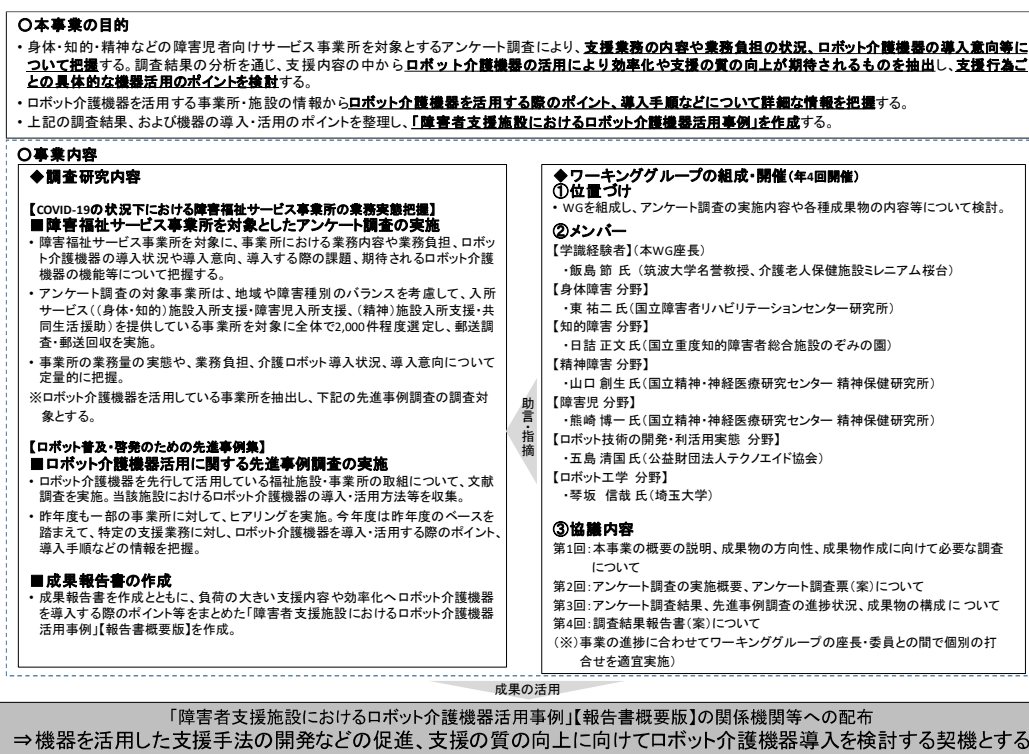 〇本事業の目的
・身体・知的・精神などの障害児者向けサービス事業所を対象とするアンケート調査により、支援業務の内容や業務負担の状況、ロボット介護機器の導入意向等に
ついて把握する。調査結果の分析を通じ、支援内容の中からロボット介護機器の活用により効率化や支援の質の向上が期待されるものを抽出し、支援行為ご
との具体的な機器活用のポイントを検討する。
・ロボット介護機器を活用する事業所・施設の情報からロボット介護機器を活用する際のポイント、導入手順などについて詳細な情報を把握する。
・上記の調査結果、および機器の導入・活用のポイントを整理し、「障害者支援施設におけるロボット介護機器活用事例」を作成する。
〇事業内容
◆調査研究内容
【COVID-19の状況下における障害福祉サービス事業所の業務実態把握】
■障害福祉サービス事業所を対象としたアンケート調査の実施
・障害福祉サービス事業所を対象に、事業所における業務内容や業務負担、ロボッ
ト介護機器の導入状況や導入意向、導入する際の課題、期待されるロボット介護
機器の機能等について把握する。
・アンケート調査の対象事業所は、地域や障害種別のバランスを考慮して、入所
サービス((身体・知的)施設入所支援・障害児入所支援、(精神)施設入所支援・共
同生活援助)を提供している事業所を対象に全体で2,000件程度選定し、郵送調
査・郵送回収を実施。
・事業所の業務量の実態や、業務負担、介護ロボット導入状況、導入意向について
定量的に把握。
※ロボット介護機器を活用している事業所を抽出し、下記の先進事例調査の調査対
象とする。
【ロボット普及・啓発のための先進事例集】
■ロボット介護機器活用に関する先進事例調査の実施
・ロボット介護機器を先行して活用している福祉施設・事業所の取組について、文献
調査を実施。当該施設におけるロボット介護機器の導入・活用方法等を収集。
・昨年度も一部の事業所に対して、ヒアリングを実施。今年度は昨年度のベースを
踏まえて、特定の支援業務に対し、ロボット介護機器を導入・活用する際のポイント、
導入手順などの情報を把握。
■成果報告書の作成
・成果報告書を作成とともに、負荷の大きい支援内容や効率化へロボット介護機器
を導入する際のポイント等をまとめた「障害者支援施設におけるロボット介護機器
活用事例」【報告書概要版】を作成。
助言・指摘
◆ワーキンググループの組成・開催(年4回開催)
①位置づけ
・WGを組成し、アンケート調査の実施内容や各種成果物の内容等について検討。
②メンバー
【学識経験者】(本WG座長)
・飯島 節 氏 (筑波大学名誉教授、介護老人保健施設ミレニアム桜台)
【身体障害 分野】
・東 祐二 氏(国立障害者リハビリテーションセンター研究所)
【知的障害 分野】
・日詰 正文 氏(国立重度知的障害者総合施設のぞみの園)
【精神障害 分野】
・山口 創生 氏(国立精神・神経医療研究センター 精神保健研究所)
【障害児 分野】
・熊崎 博一 氏(国立精神・神経医療研究センター 精神保健研究所)
【ロボット技術の開発・利活用実態 分野】
・五島 清国 氏(公益財団法人テクノエイド協会)
【ロボット工学 分野】
・琴坂 信哉 氏(埼玉大学)
③協議内容
第1回:本事業の概要の説明、成果物の方向性、成果物作成に向けて必要な調査
について
第2回:アンケート調査の実施概要、アンケート調査票(案)について
第3回:アンケート調査結果、先進事例調査の進捗状況、成果物の構成について
第4回:調査結果報告書(案)について
(※)事業の進捗に合わせてワーキンググループの座長・委員との間で個別の打
合せを適宜実施)
成果の活用
「障害者支援施設におけるロボット介護機器活用事例」【報告書概要版】の関係機関等への配布
⇒機器を活用した支援手法の開発などの促進、支援の質の向上に向けてロボット介護機器導入を検討する契機とする